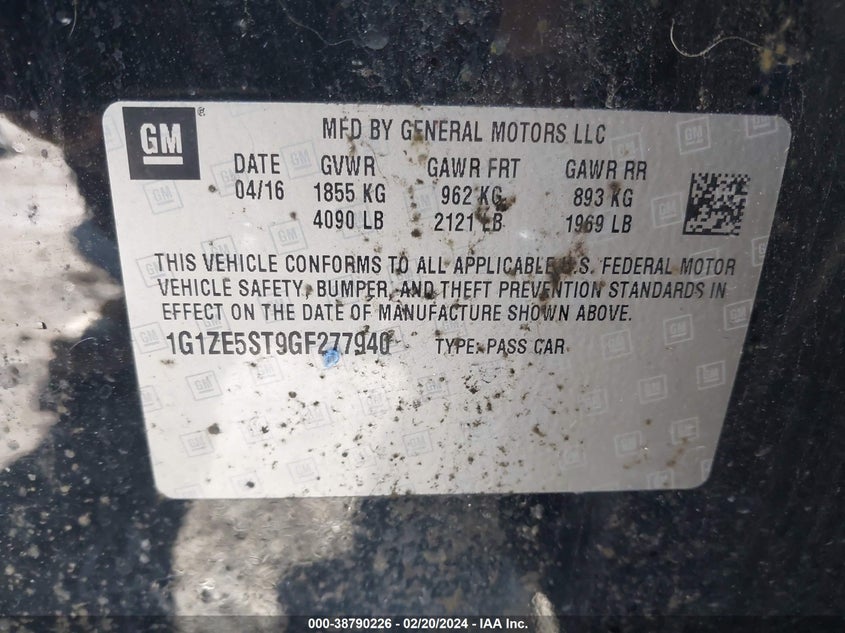 GM
MFD BY GENERAL MOTORS LLC
DATE GVWR GAWR FRT GAWR RR
04/16 1855 KG 962 KG 893 KG
4090 LB 2121 LB 1969 LB
THIS VEHICLE CONFORMS TO ALL APPLICABLE U.S. FEDERAL MOTOR
VEHICLE SAFETY, BUMPER, AND THEFT PREVENTION STANDARDS IN
EFFECT ON THE DATE OF MANUFACTURE SHOWN ABOVE.
1G1ZE5ST9GF277940 TYPE: PASS CAR
000-38790226 - 02/20/2024 - IAA Inc.